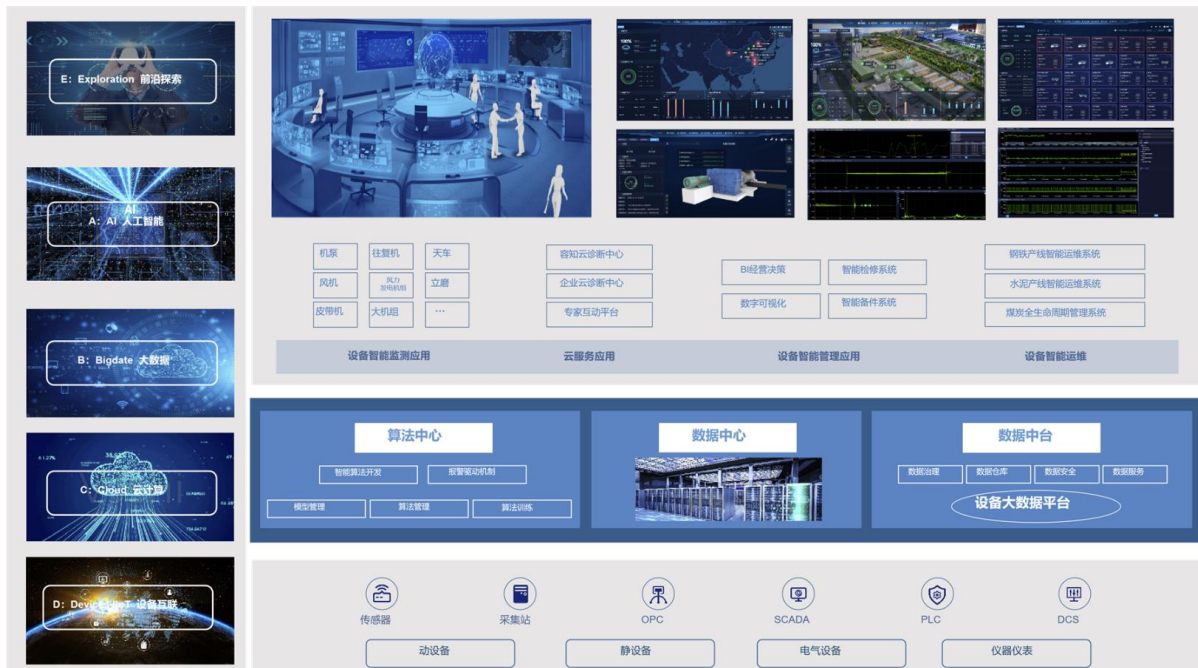 E：Exploration 前沿探索
AI
A：AI 人工智能
B：Bigdate 大数据
C：Cloud 云计算
D：Device+IIoT 设备互联
机泵 往复机 天车
风机 风力发电机组 立磨
皮带机 大机组 …
容知云诊断中心
企业云诊断中心
专家互动平台
BI经营决策 智能检修系统
数字可视化 智能备件系统
钢铁产线智能运维系统
水泥产线智能运维系统
煤炭全生命周期管理系统
设备智能监测应用 云服务应用 设备智能管理应用 设备智能运维
算法中心
智能算法开发 报警驱动机制
模型管理 算法管理 算法训练
数据中心
数据中台
数据治理 数据仓库 数据安全 数据服务
设备大数据平台
传感器 采集站 OPC SCADA PLC DCS
动设备 静设备 电气设备 仪器仪表